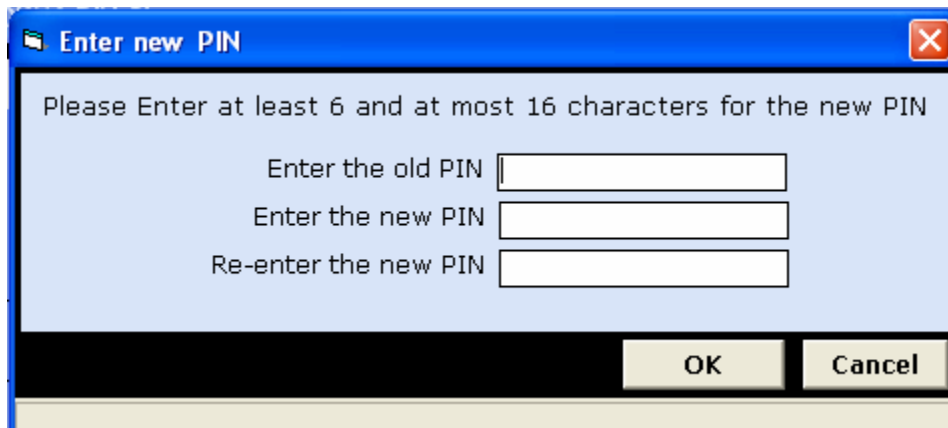 Enter new PIN
Please Enter at least 6 and at most 16 characters for the new PIN
Enter the old PIN
Enter the new PIN
Re-enter the new PIN
OK Cancel